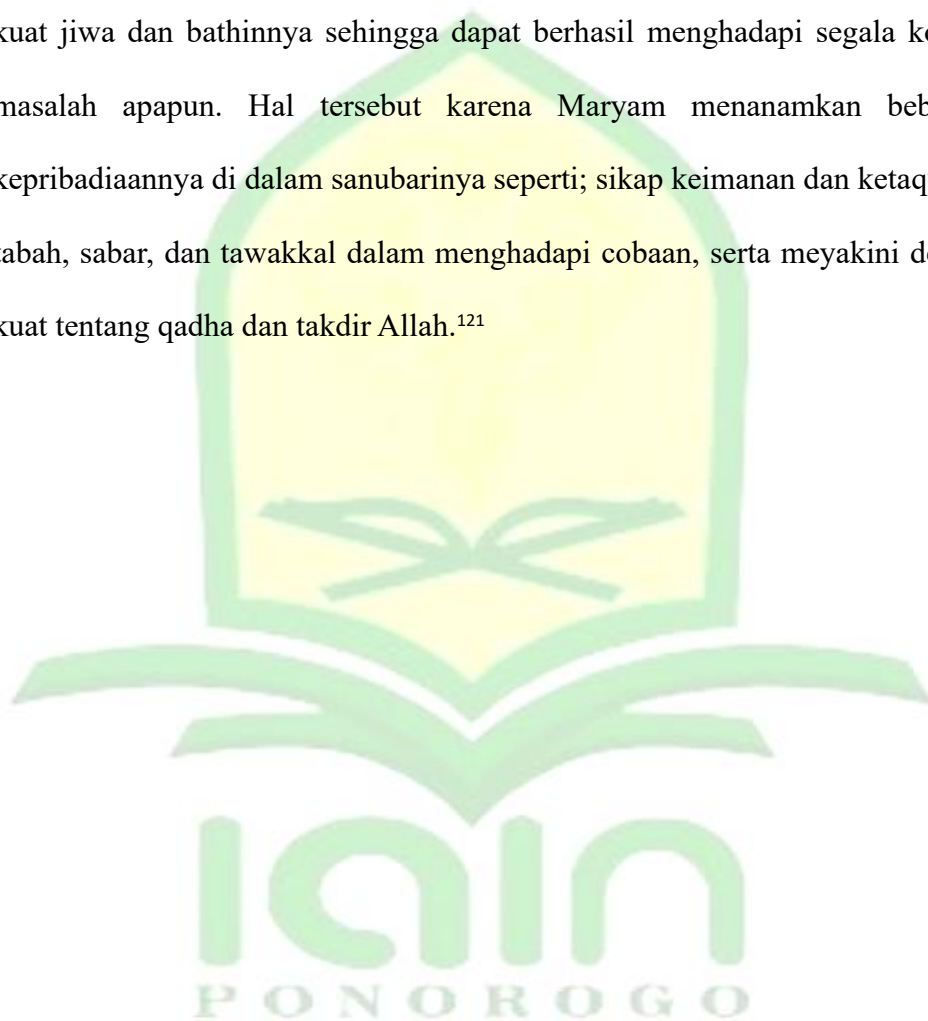 kuat jiwa dan bathinnya sehingga dapat berhasil menghadapi segala
masalah apapun. Hal tersebut karena Maryam menanamkan
kepribadiaannya di dalam sanubarinya seperti; sikap keimanan dan
tabah, sabar, dan tawakkal dalam menghadapi cobaan, serta meyakini
kuat tentang qadha dan takdir Allah.¹²¹
iain
PONOROGO